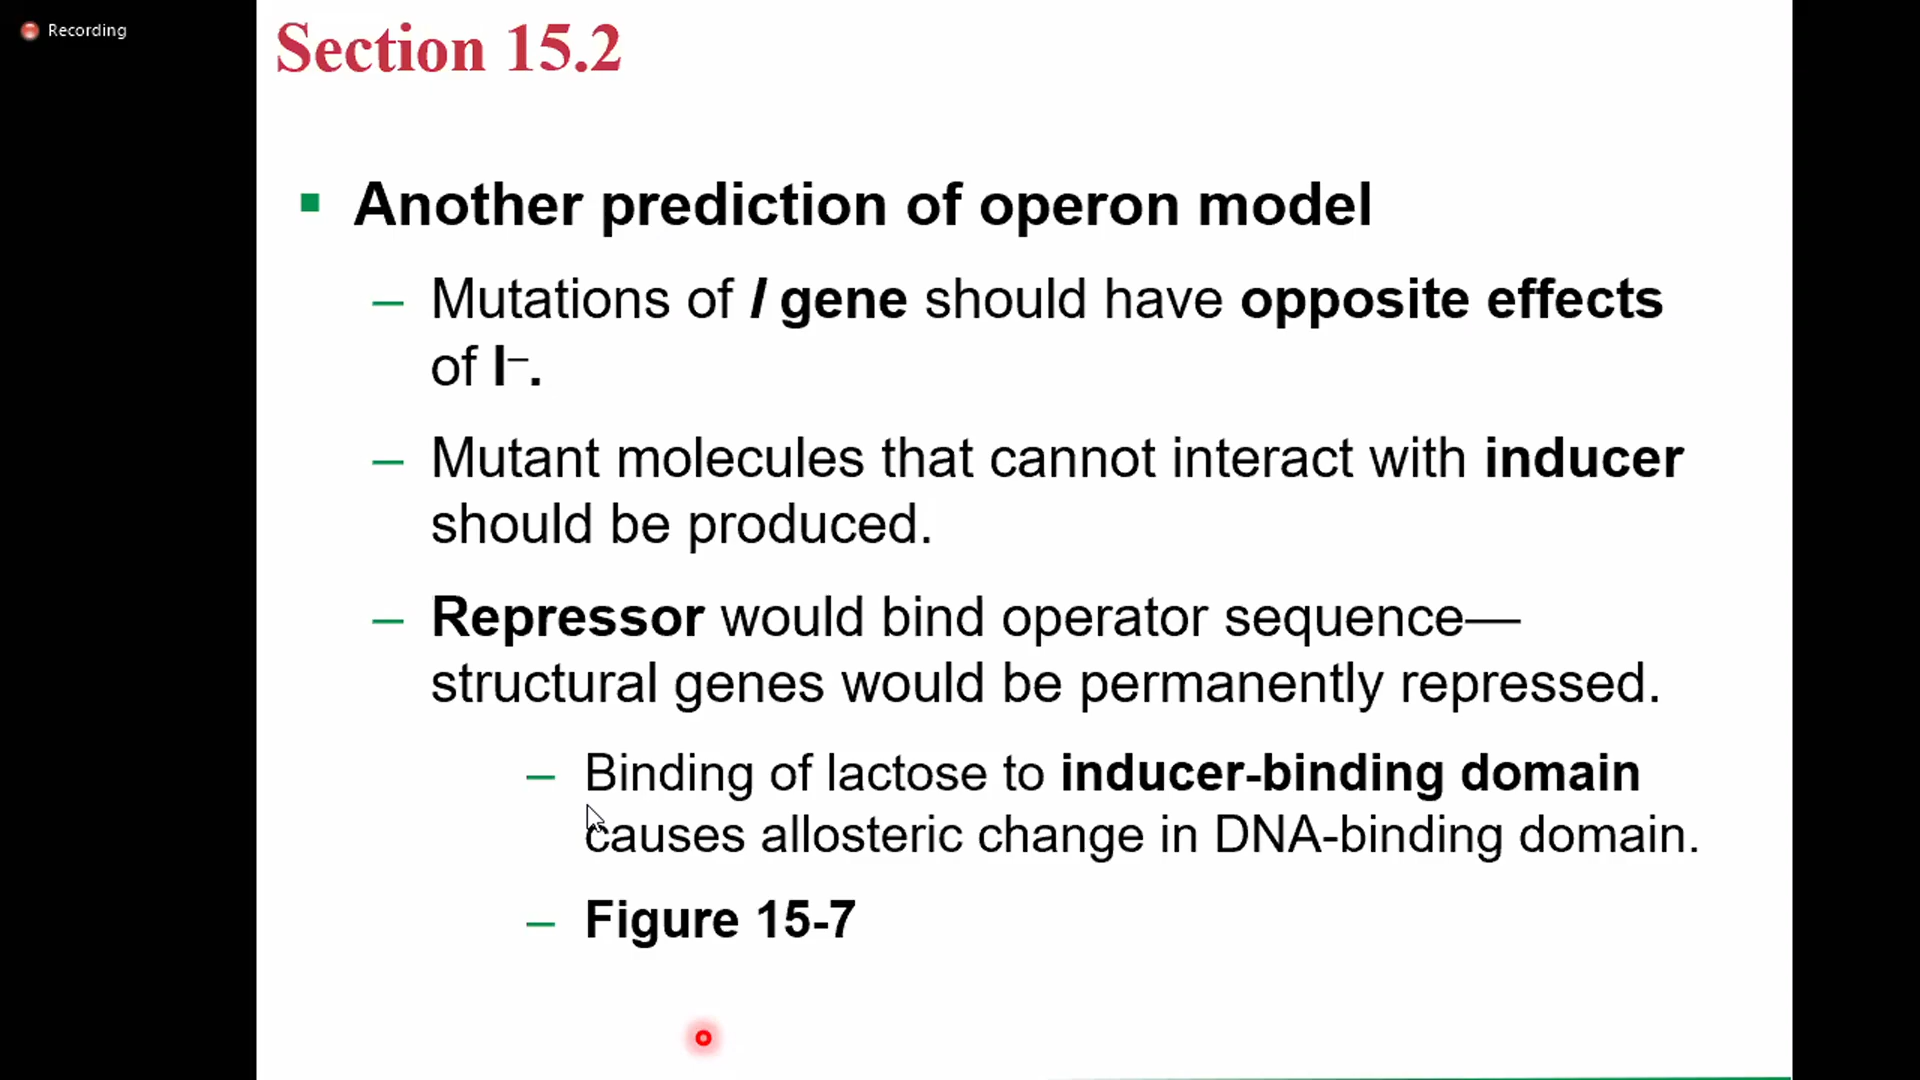 Recording
Section 15.2
▪ Another prediction of operon model
– Mutations of I gene should have opposite effects
of I⁻.
– Mutant molecules that cannot interact with inducer
should be produced.
– Repressor would bind operator sequence—
structural genes would be permanently repressed.
– Binding of lactose to inducer-binding domain
causes allosteric change in DNA-binding domain.
– Figure 15-7